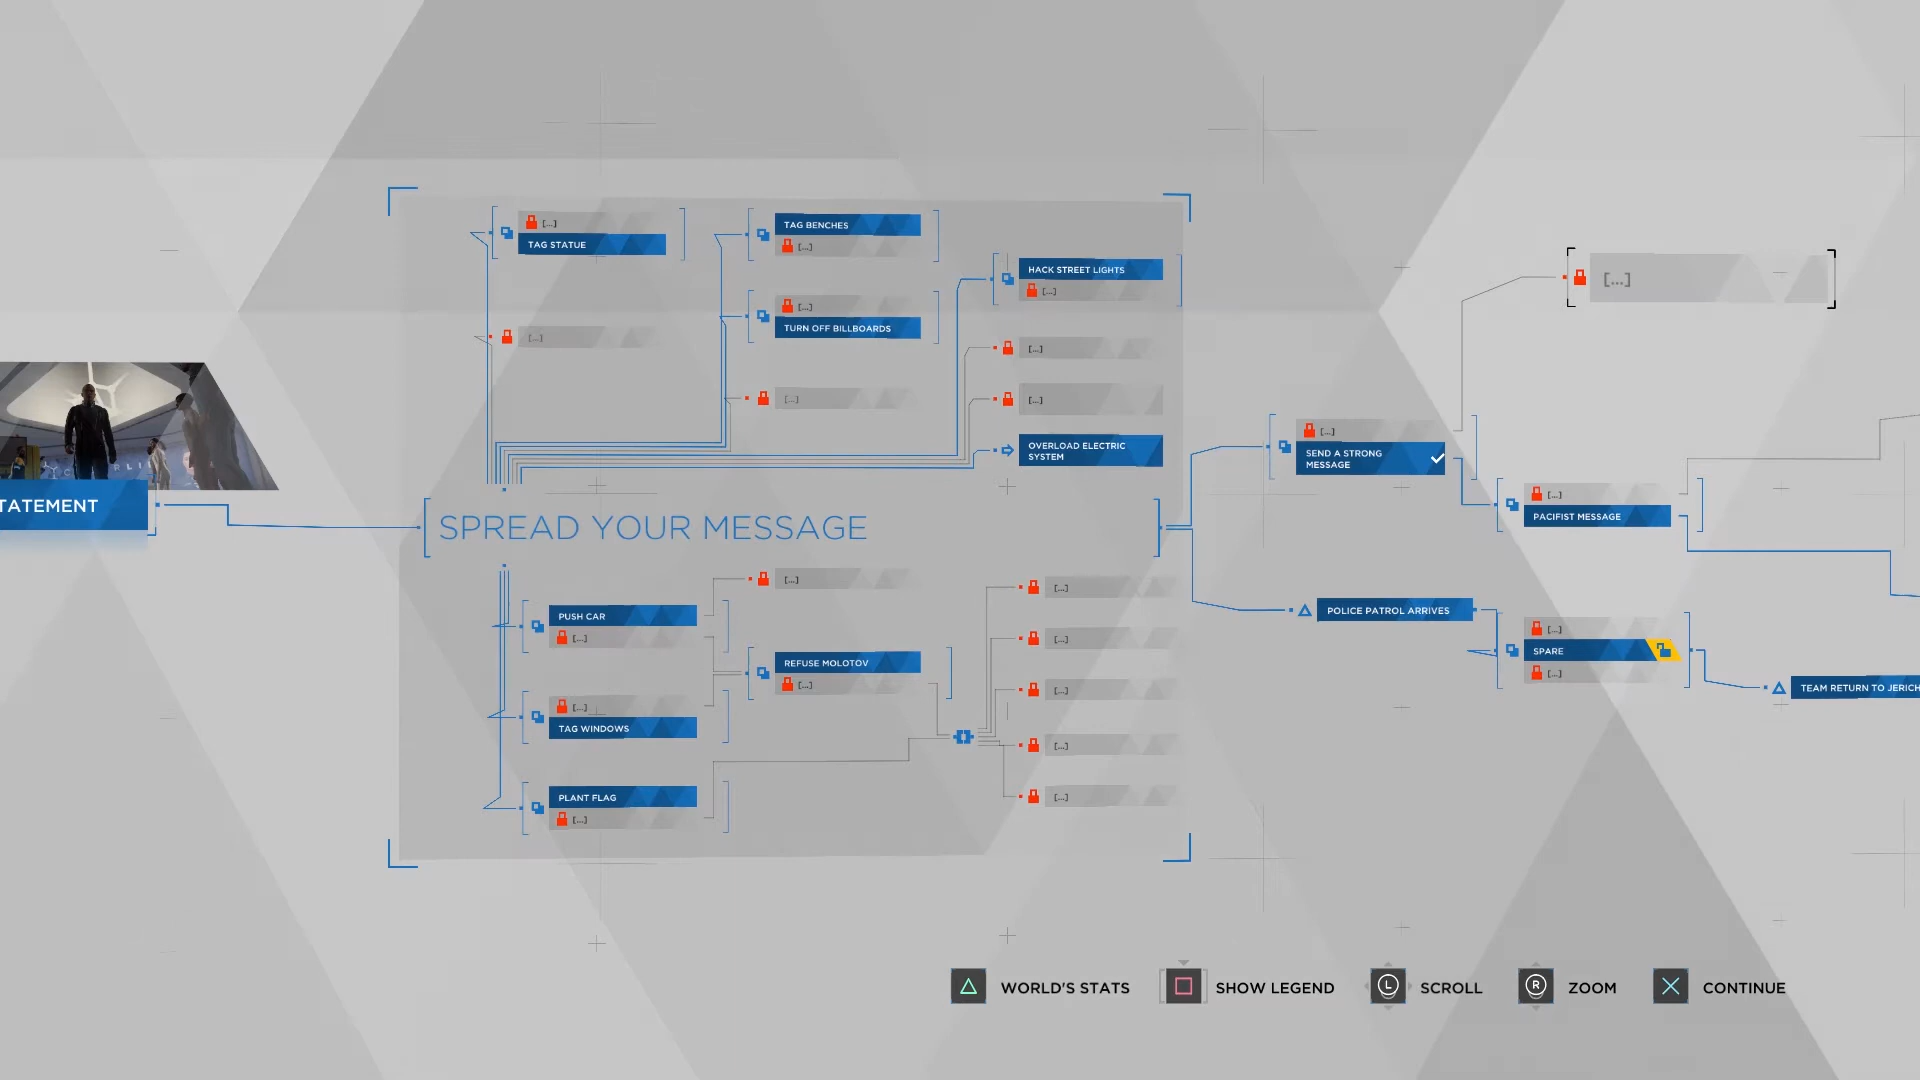 [...]
TAG STATUE
[...]
TAG BENCHES
[...]
[...]
TURN OFF BILLBOARDS
[...]
HACK STREET LIGHTS
[...]
[...]
[...]
OVERLOAD ELECTRIC
SYSTEM
TATEMENT
SPREAD YOUR MESSAGE
PUSH CAR
[...]
[...]
TAG WINDOWS
PLANT FLAG
[...]
[...]
REFUSE MOLOTOV
[...]
[...]
[...]
[...]
[...]
[...]
[...]
SEND A STRONG
MESSAGE
[...]
[...]
PACIFIST MESSAGE
POLICE PATROL ARRIVES
[...]
SPARE
[...]
TEAM RETURN TO JERICH
WORLD'S STATS
SHOW LEGEND
L
SCROLL
R
ZOOM
CONTINUE